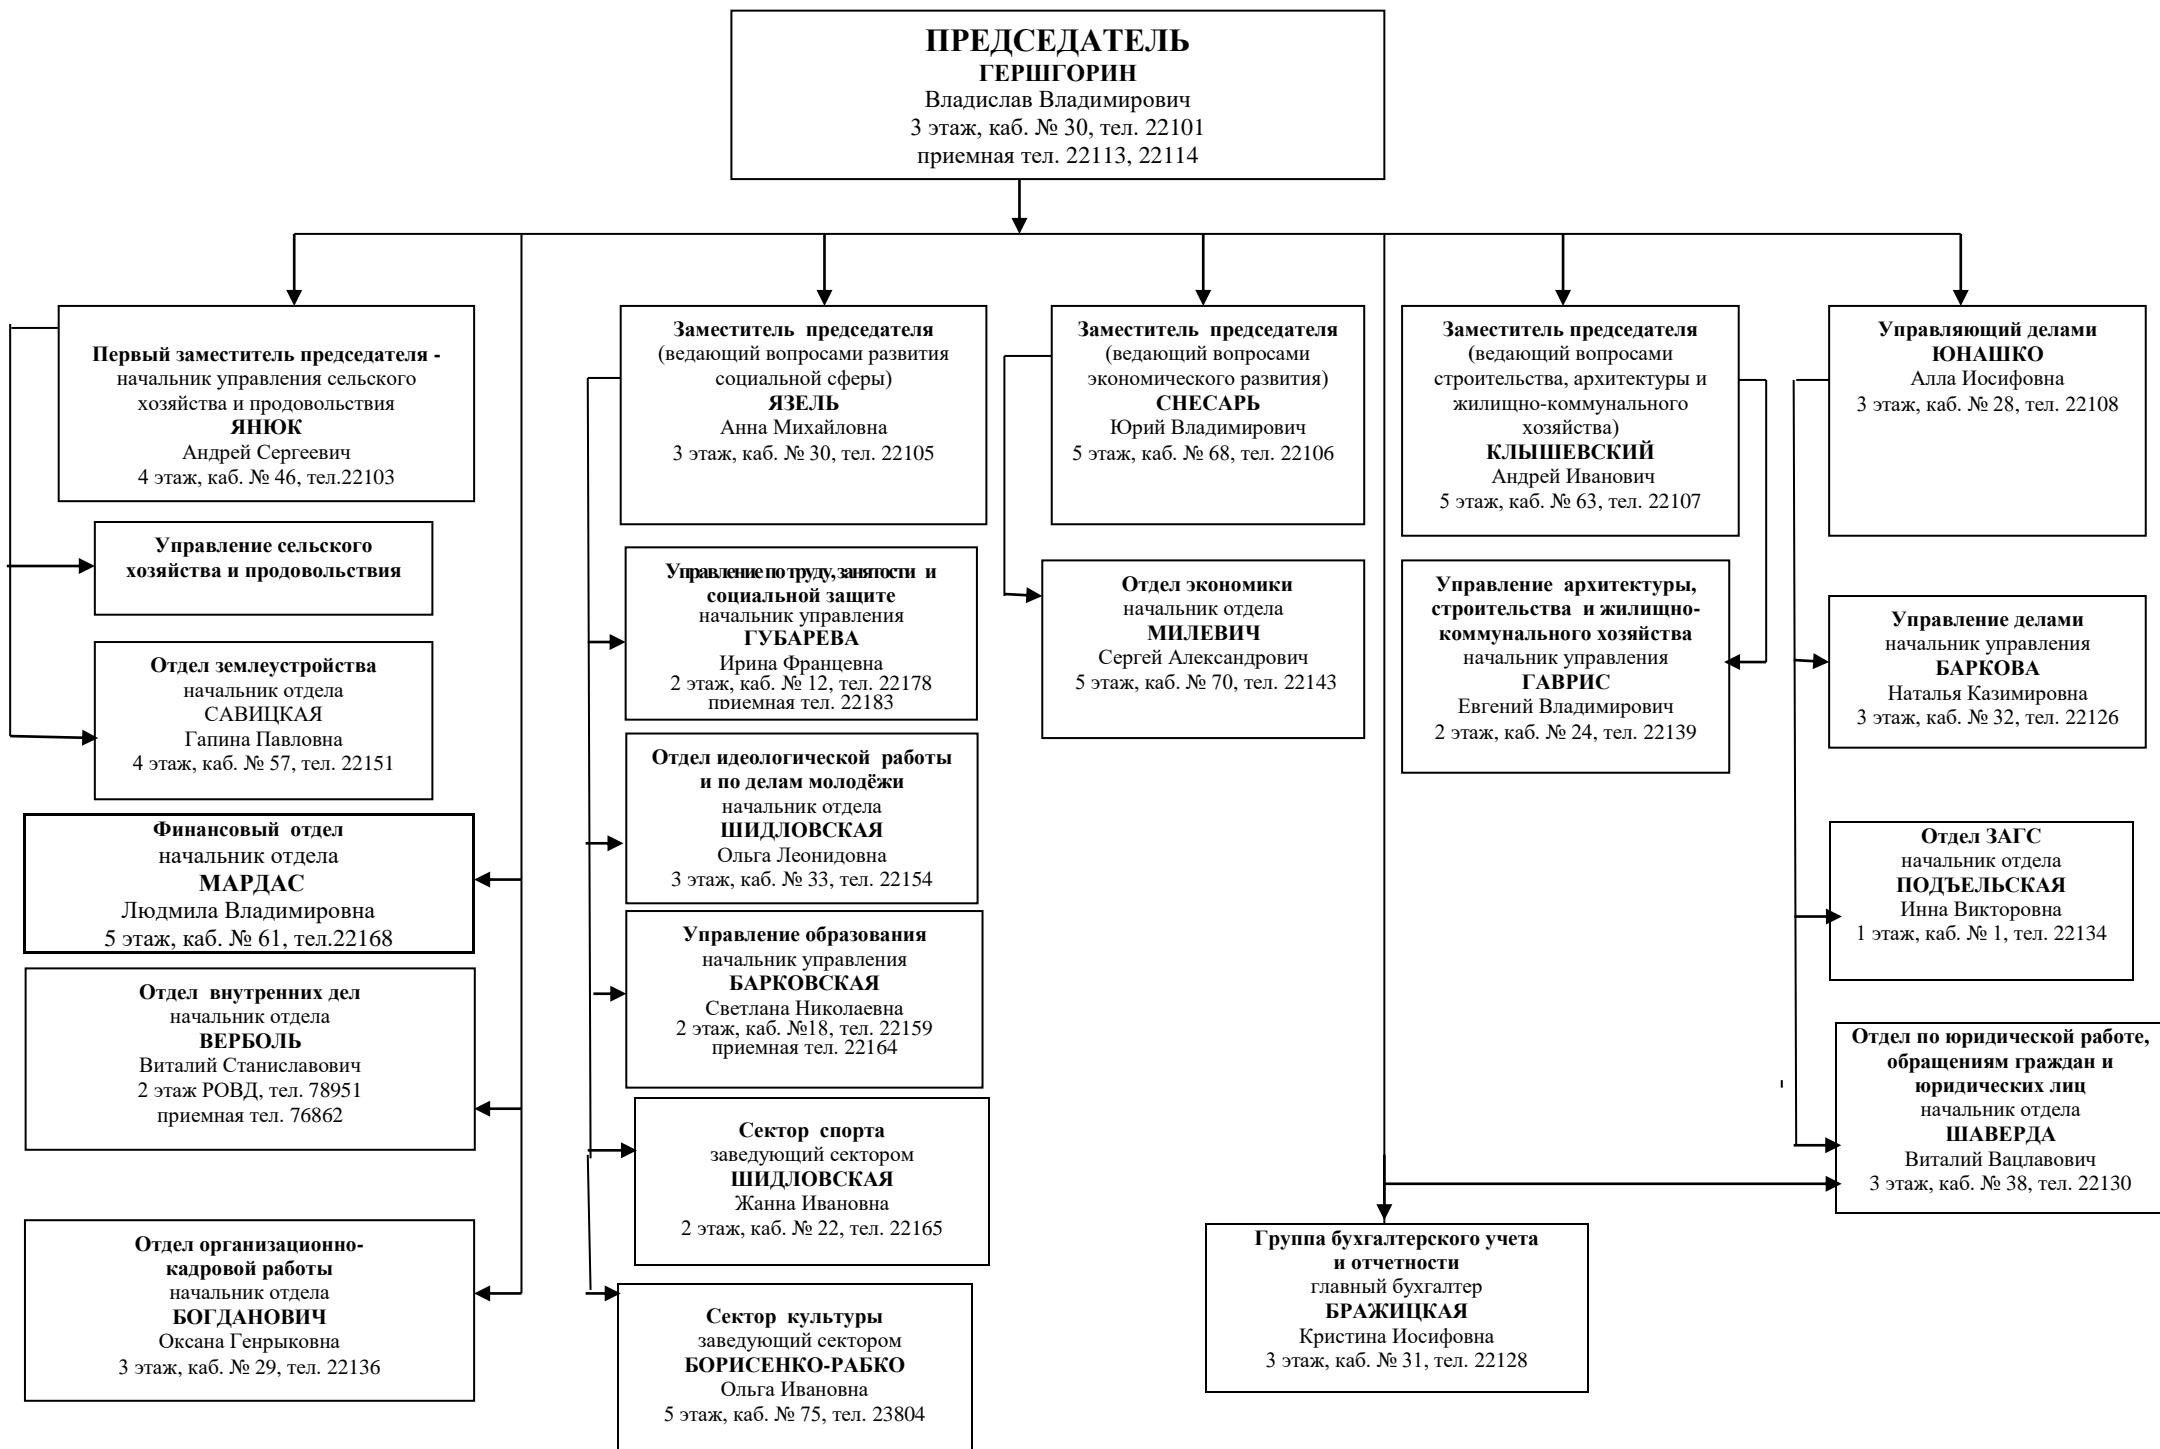 ПРЕДСЕДАТЕЛЬ
ГЕРШГОРИН
Владислав Владимирович
3 этаж, каб. № 30, тел. 22101
приемная тел. 22113, 22114
Первый заместитель председателя -
начальник управления сельского
хозяйства и продовольствия
ЯНЮК
Андрей Сергеевич
4 этаж, каб. № 46, тел.22103
Заместитель председателя
(ведающий вопросами развития
социальной сферы)
ЯЗЕЛЬ
Анна Михайловна
3 этаж, каб. № 30, тел. 22105
Заместитель председателя
(ведающий вопросами
экономического развития)
СНЕСАРЬ
Юрий Владимирович
5 этаж, каб. № 68, тел. 22106
Заместитель председателя
(ведающий вопросами
строительства, архитектуры и
жилищно-коммунального
хозяйства)
КЛЫШЕВСКИЙ
Андрей Иванович
5 этаж, каб. № 63, тел. 22107
Управляющий делами
ЮНАШКО
Алла Иосифовна
3 этаж, каб. № 28, тел. 22108
Управление сельского
хозяйства и продовольствия
Отдел землеустройства
начальник отдела
САВИЦКАЯ
Гапина Павловна
4 этаж, каб. № 57, тел. 22151
Финансовый отдел
начальник отдела
МАРДАС
Людмила Владимировна
5 этаж, каб. № 61, тел.22168
Отдел внутренних дел
начальник отдела
ВЕРБОЛЬ
Виталий Станиславович
2 этаж РОВД, тел. 78951
приемная тел. 76862
Отдел организационно-
кадровой работы
начальник отдела
БОГДАНОВИЧ
Оксана Генрыковна
3 этаж, каб. № 29, тел. 22136
Управление по труду, занятости и
социальной защите
начальник управления
ГУБАРЕВА
Ирина Францевна
2 этаж, каб. № 12, тел. 22178
приемная тел. 22183
Отдел идеологической работы
и по делам молодёжи
начальник отдела
ШИДЛОВСКАЯ
Ольга Леонидовна
3 этаж, каб. № 33, тел. 22154
Управление образования
начальник управления
БАРКОВСКАЯ
Светлана Николаевна
2 этаж, каб. №18, тел. 22159
приемная тел. 22164
Сектор спорта
заведующий сектором
ШИДЛОВСКАЯ
Жанна Ивановна
2 этаж, каб. № 22, тел. 22165
Сектор культуры
заведующий сектором
БОРИСЕНКО-РАБКО
Ольга Ивановна
5 этаж, каб. № 75, тел. 23804
Отдел экономики
начальник отдела
МИЛЕВИЧ
Сергей Александрович
5 этаж, каб. № 70, тел. 22143
Управление архитектуры,
строительства и жилищно-
коммунального хозяйства
начальник управления
ГАВРИС
Евгений Владимирович
2 этаж, каб. № 24, тел. 22139
Управление делами
начальник управления
БАРКОВА
Наталья Казимировна
3 этаж, каб. № 32, тел. 22126
Отдел ЗАГС
начальник отдела
ПОДЪЕЛЬСКАЯ
Инна Викторовна
1 этаж, каб. № 1, тел. 22134
Отдел по юридической работе,
обращениям граждан и
юридических лиц
начальник отдела
ШАВЕРДА
Виталий Вацлавович
3 этаж, каб. № 38, тел. 22130
Группа бухгалтерского учета
и отчетности
главный бухгалтер
БРАЖИЦКАЯ
Кристина Иосифовна
3 этаж, каб. № 31, тел. 22128